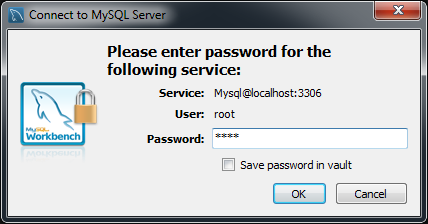 Connect to MySQL Server
Please enter password for the
following service:
Service: Mysql@localhost:3306
User: root
Password: ****
Save password in vault
OK Cancel
MySQL
Workbench